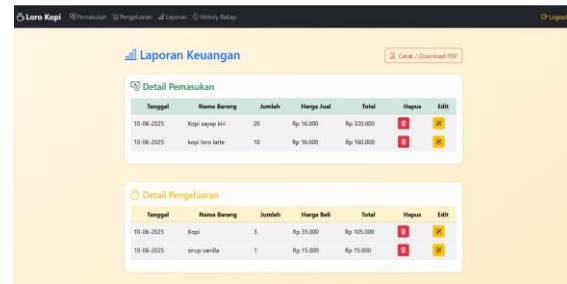 Loro Kopi Pemasukan Pengeluaran Laporan History Rekap Logout
Laporan Keuangan
Cetak / Download PDF
Detail Pemasukan
Tanggal Nama Barang Jumlah Harga Jual Total Hapus Edit
10-06-2025 Kopi sayap kiri 20 Rp 16.000 Rp 320.000
10-06-2025 kopi loro latte 10 Rp 16.000 Rp 160.000
Detail Pengeluaran
Tanggal Nama Barang Jumlah Harga Beli Total Hapus Edit
10-06-2025 Kopi 3 Rp 35.000 Rp 105.000
10-06-2025 sirup vanilla 1 Rp 15.000 Rp 15.000